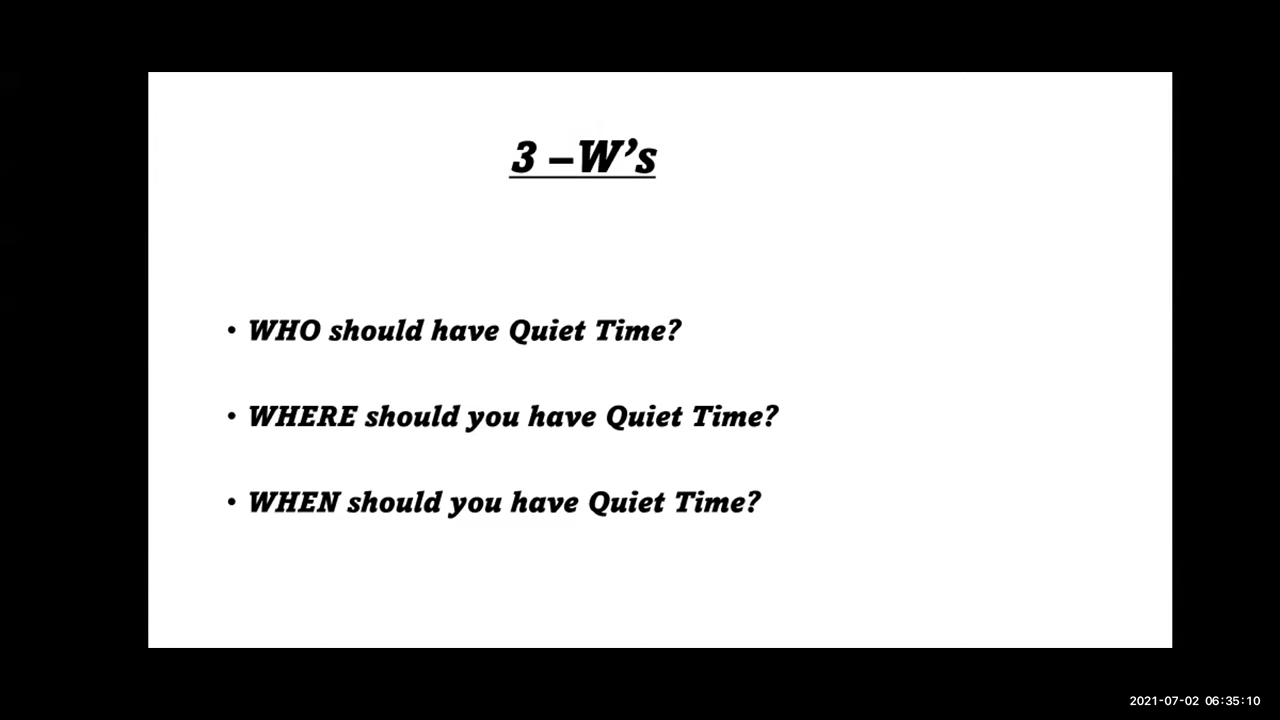 3 –W’s
• WHO should have Quiet Time?
• WHERE should you have Quiet Time?
• WHEN should you have Quiet Time?
2021-07-02 06:35:10